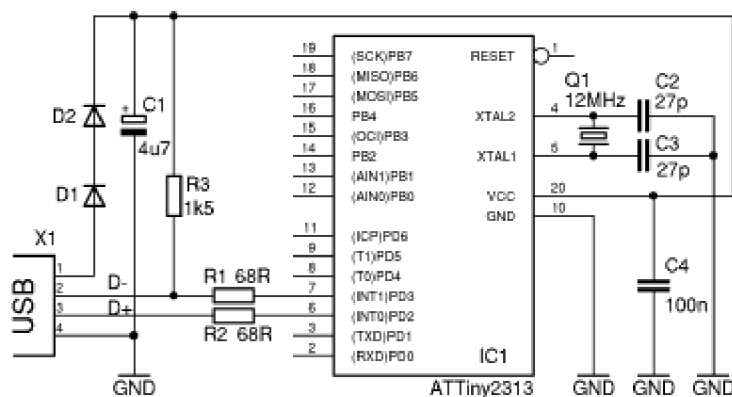 19 (SCK)PB7 RESET 1
18 (MISO)PB6
17 (MOSI)PB5
16 PB4 XTAL2 4
15 (OCI)PB3
14 PB2 XTAL1 5
13 (AIN1)PB1
12 (AIN0)PB0 VCC 20
GND 10
11 (ICP)PD6
9 (T1)PD5
8 (T0)PD4
7 (INT1)PD3
6 (INT0)PD2
3 (TXD)PD1
2 (RXD)PD0
IC1
ATTiny2313
Q1
12MHz
C2
27p
C3
27p
C4
100n
D2
D1
+
C1
4u7
R3
1k5
X1
USB
1
2
3
4
D-
D+
R1 68R
R2 68R
GND
GND
GND
GND